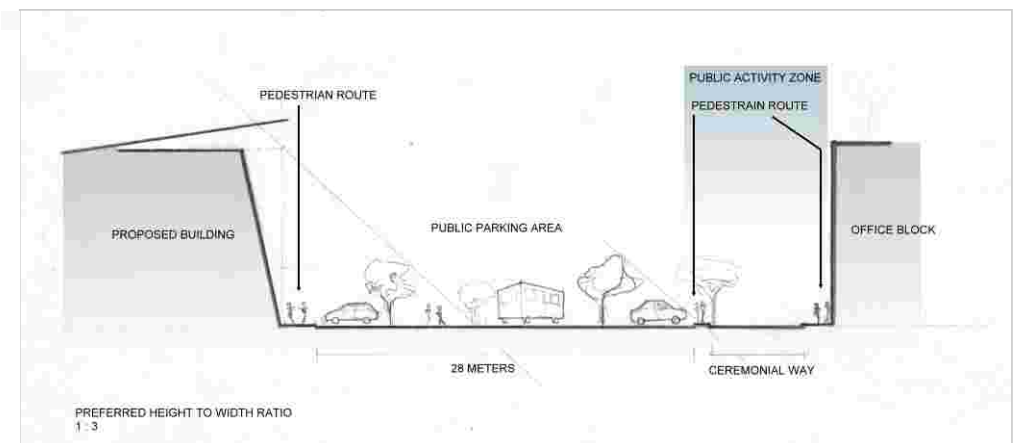 PUBLIC ACTIVITY ZONE
PEDESTRIAN ROUTE
PEDESTRAIN ROUTE
PROPOSED BUILDING
PUBLIC PARKING AREA
OFFICE BLOCK
28 METERS
CEREMONIAL WAY
PREFERRED HEIGHT TO WIDTH RATIO
1 : 3